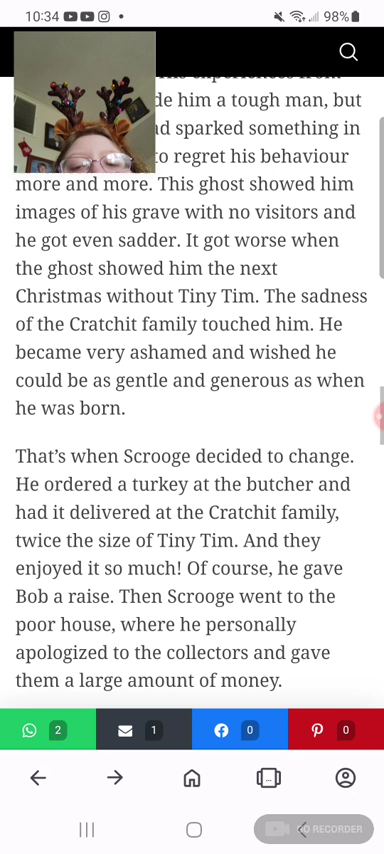 10:34
98%
de him a tough man, but
nd sparked something in
to regret his behaviour
more and more. This ghost showed him
images of his grave with no visitors and
he got even sadder. It got worse when
the ghost showed him the next
Christmas without Tiny Tim. The sadness
of the Cratchit family touched him. He
became very ashamed and wished he
could be as gentle and generous as when
he was born.
That’s when Scrooge decided to change.
He ordered a turkey at the butcher and
had it delivered at the Cratchit family,
twice the size of Tiny Tim. And they
enjoyed it so much! Of course, he gave
Bob a raise. Then Scrooge went to the
poor house, where he personally
apologized to the collectors and gave
them a large amount of money.
2 1 0 0
RECORDER